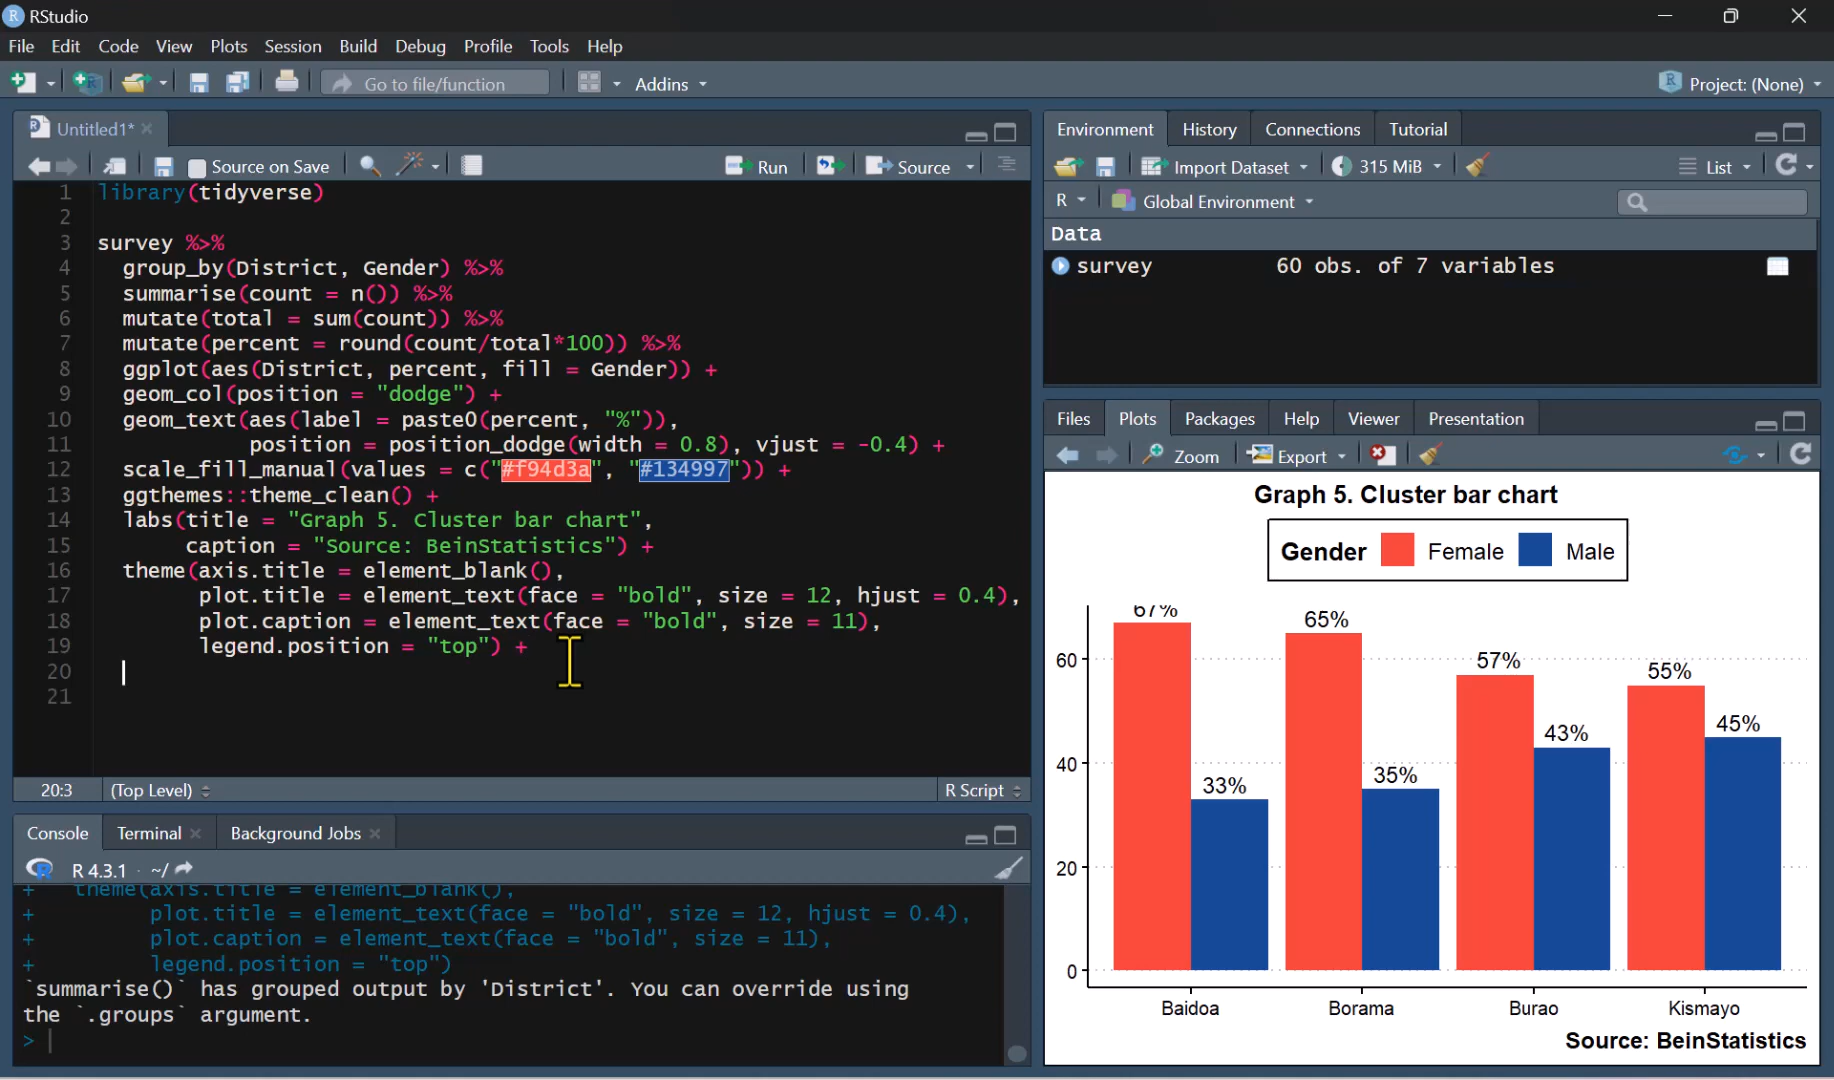 RStudio
File Edit Code View Plots Session Build Debug Profile Tools Help
Go to file/function Addins Project: (None)
Untitled1*
Source on Save Run Source
1 library(tidyverse)
2
3 survey %>%
4 group_by(District, Gender) %>%
5 summarise(count = n()) %>%
6 mutate(total = sum(count)) %>%
7 mutate(percent = round(count/total*100)) %>%
8 ggplot(aes(District, percent, fill = Gender)) +
9 geom_col(position = "dodge") +
10 geom_text(aes(label = paste0(percent, "%")),
11 position = position_dodge(width = 0.8), vjust = -0.4) +
12 scale_fill_manual(values = c("#f94d3a", "#134997")) +
13 ggthemes::theme_clean() +
14 labs(title = "Graph 5. Cluster bar chart",
15 caption = "Source: BeinStatistics") +
16 theme(axis.title = element_blank(),
17 plot.title = element_text(face = "bold", size = 12, hjust = 0.4),
18 plot.caption = element_text(face = "bold", size = 11),
19 legend.position = "top") +
20
21
20:3 (Top Level) R Script
Console Terminal Background Jobs
R 4.3.1 · ~/
+ theme(axis.title = element_blank(),
+ plot.title = element_text(face = "bold", size = 12, hjust = 0.4),
+ plot.caption = element_text(face = "bold", size = 11),
+ legend.position = "top")
`summarise()` has grouped output by 'District'. You can override using
the `.groups` argument.
>
Environment History Connections Tutorial
Import Dataset 315 MiB List
R Global Environment
Data
survey 60 obs. of 7 variables
Files Plots Packages Help Viewer Presentation
Zoom Export
Graph 5. Cluster bar chart
Gender Female Male
67% 65%
60 57% 55%
45%
43%
40 35%
33%
20
0
Baidoa Borama Burao Kismayo
Source: BeinStatistics